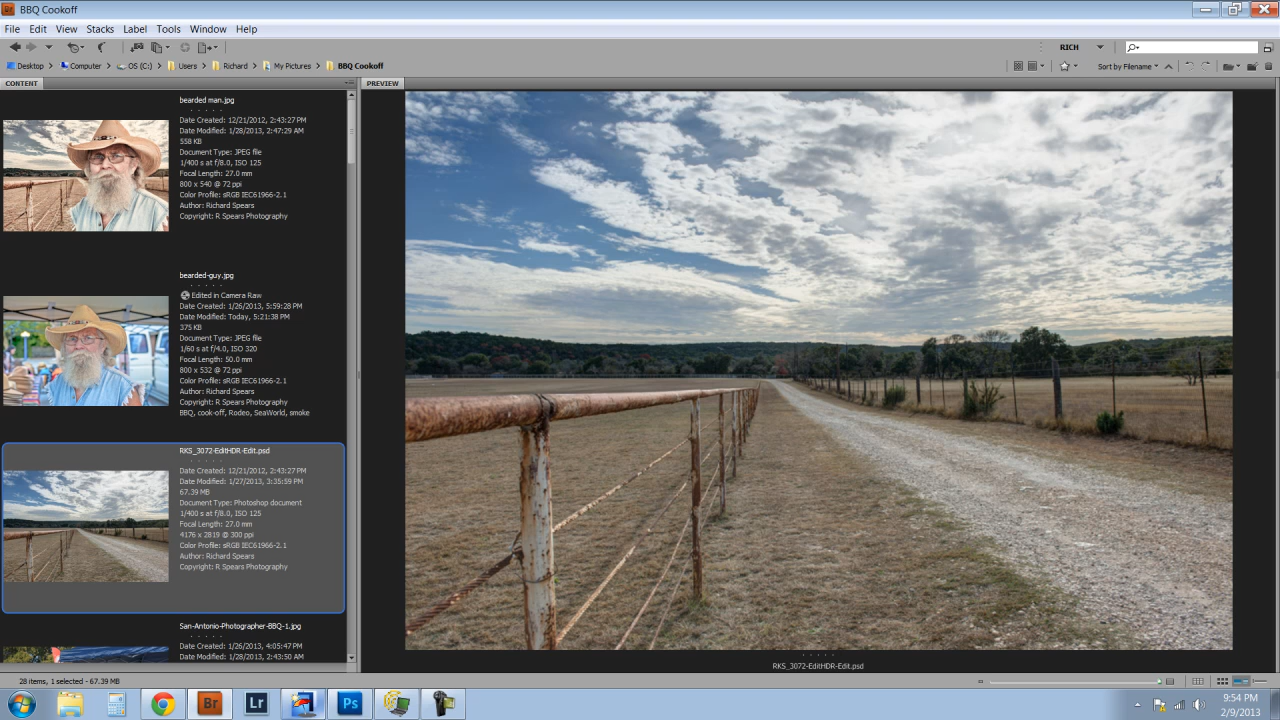 Br BBQ Cookoff
File Edit View Stacks Label Tools Window Help
RICH
Desktop Computer OS (C:) Users Richard My Pictures BBQ Cookoff
Sort by Filename
CONTENT
PREVIEW
bearded man.jpg
Date Created: 12/21/2012, 2:43:27 PM
Date Modified: 1/28/2013, 2:47:29 AM
558 KB
Document Type: JPEG file
1/400 s at f/8.0, ISO 125
Focal Length: 27.0 mm
800 x 540 @ 72 ppi
Color Profile: sRGB IEC61966-2.1
Author: Richard Spears
Copyright: R Spears Photography
bearded-guy.jpg
Edited in Camera Raw
Date Created: 1/26/2013, 5:59:28 PM
Date Modified: Today, 5:21:38 PM
375 KB
Document Type: JPEG file
1/60 s at f/4.0, ISO 320
Focal Length: 50.0 mm
800 x 532 @ 72 ppi
Color Profile: sRGB IEC61966-2.1
Author: Richard Spears
Copyright: R Spears Photography
BBQ, cook-off, Rodeo, SeaWorld, smoke
RKS_3072-EditHDR-Edit.psd
Date Created: 12/21/2012, 2:43:27 PM
Date Modified: 1/27/2013, 3:35:59 PM
67.39 MB
Document Type: Photoshop document
1/400 s at f/8.0, ISO 125
Focal Length: 27.0 mm
4176 x 2819 @ 300 ppi
Color Profile: sRGB IEC61966-2.1
Author: Richard Spears
Copyright: R Spears Photography
San-Antonio-Photographer-BBQ-1.jpg
Date Created: 1/26/2013, 4:05:47 PM
Date Modified: 1/28/2013, 2:43:50 AM
RKS_3072-EditHDR-Edit.psd
28 items, 1 selected - 67.39 MB
Br Lr Ps
9:54 PM
2/9/2013